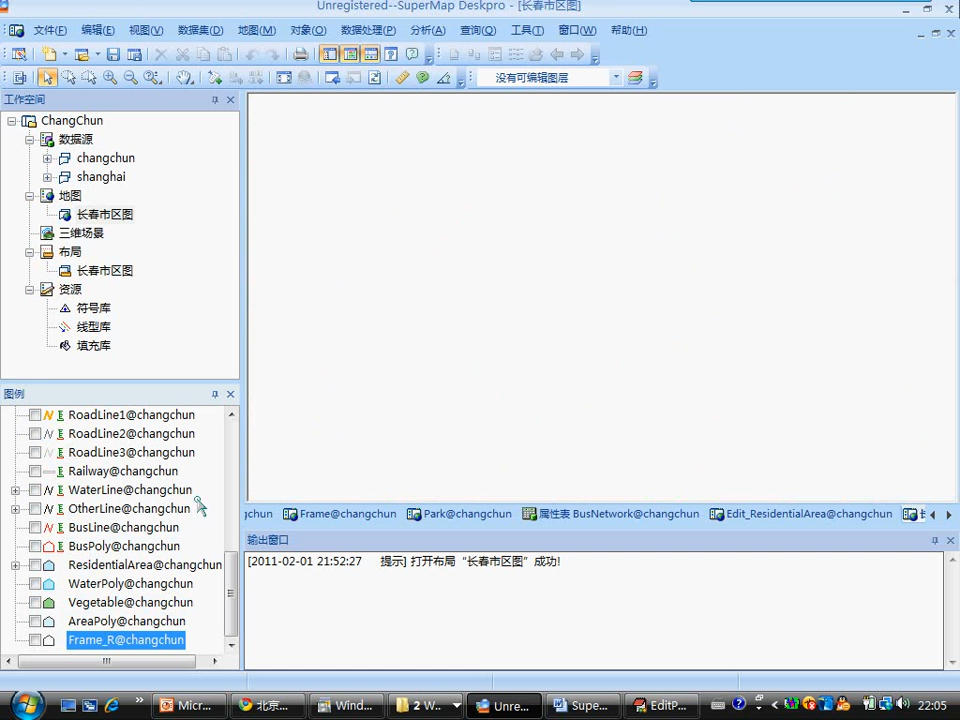 Unregistered--SuperMap Deskpro - [长春市区图]
文件(F) 编辑(E) 视图(V) 数据集(D) 地图(M) 对象(O) 数据处理(P) 分析(A) 查询(Q) 工具(T) 窗口(W) 帮助(H)
没有可编辑图层
工作空间
ChangChun
数据源
changchun
shanghai
地图
长春市区图
三维场景
布局
长春市区图
资源
符号库
线型库
填充库
图例
RoadLine1@changchun
RoadLine2@changchun
RoadLine3@changchun
Railway@changchun
WaterLine@changchun
OtherLine@changchun
BusLine@changchun
BusPoly@changchun
ResidentialArea@changchun
WaterPoly@changchun
Vegetable@changchun
AreaPoly@changchun
Frame_R@changchun
gchun Frame@changchun Park@changchun 属性表 BusNetwork@changchun Edit_ResidentialArea@changchun
输出窗口
[2011-02-01 21:52:27 提示] 打开布局“长春市区图”成功!
Micr... 北京... Wind... 2 W... Unre... Supe... EditP... 22:05